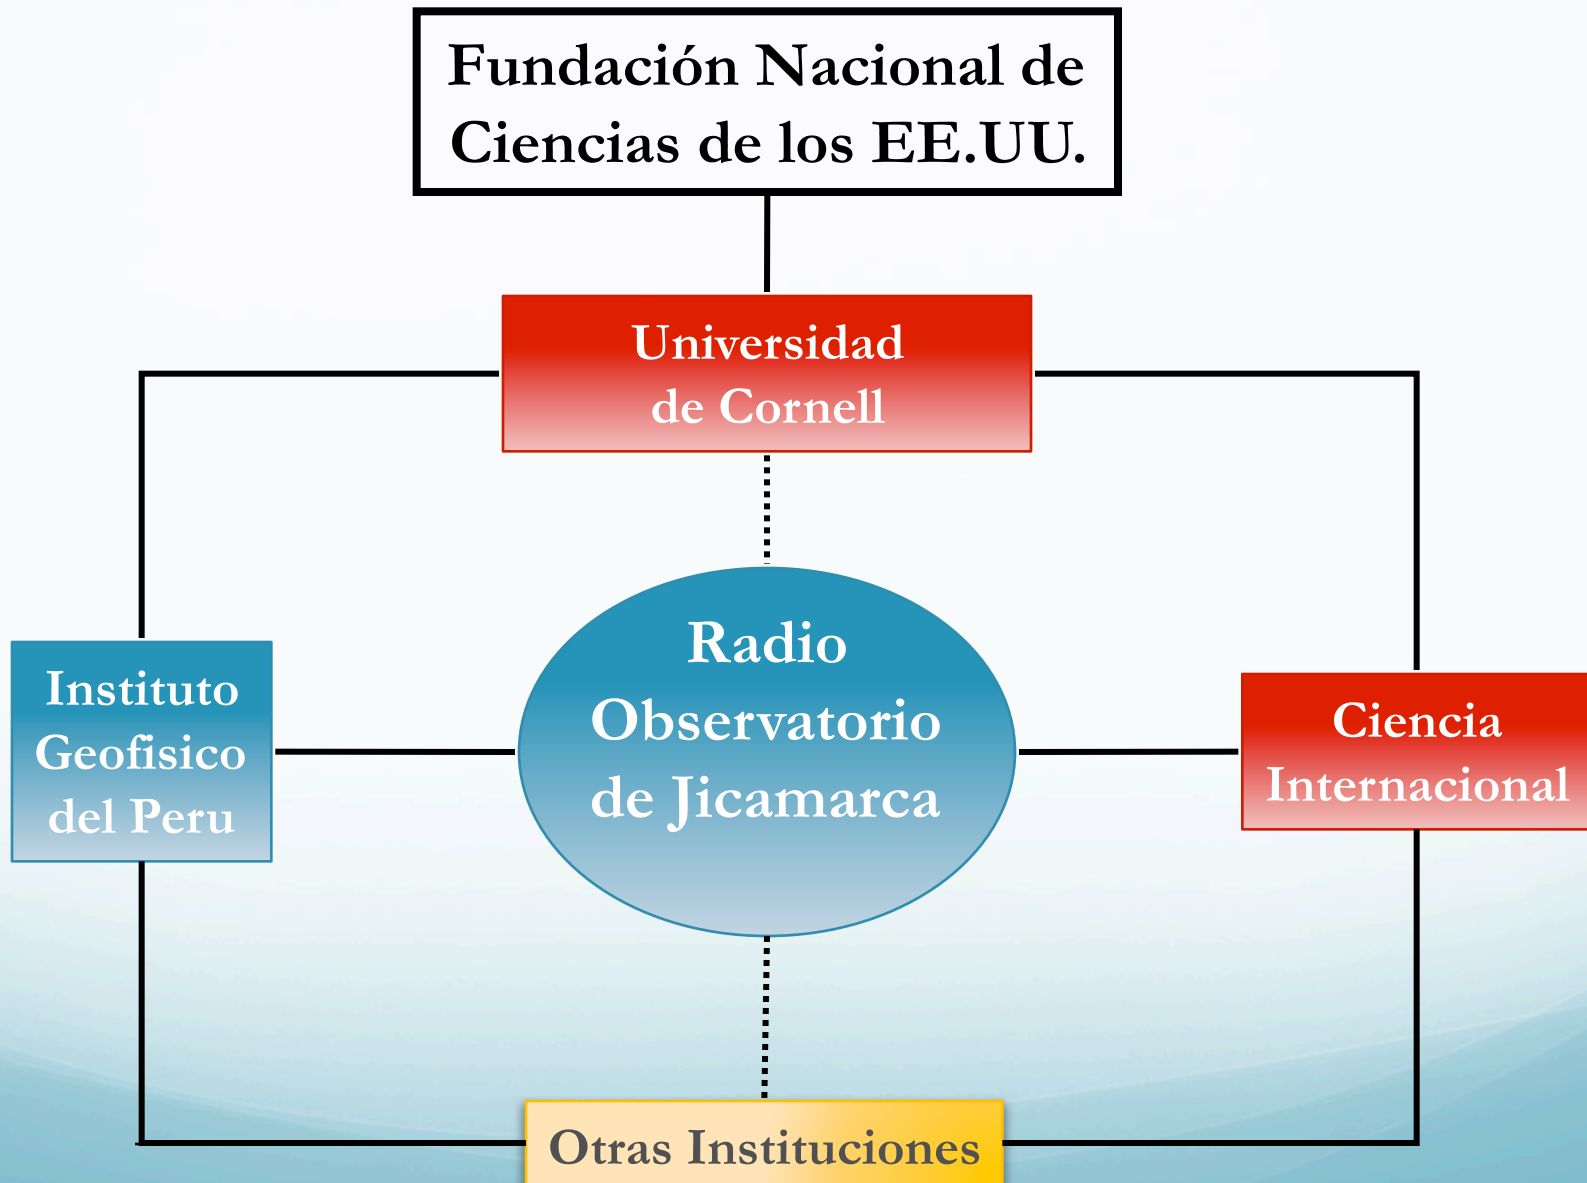 Fundación Nacional de
Ciencias de los EE.UU.
Universidad
de Cornell
Radio
Observatorio
de Jicamarca
Instituto
Geofisico
del Peru
Ciencia
Internacional
Otras Instituciones